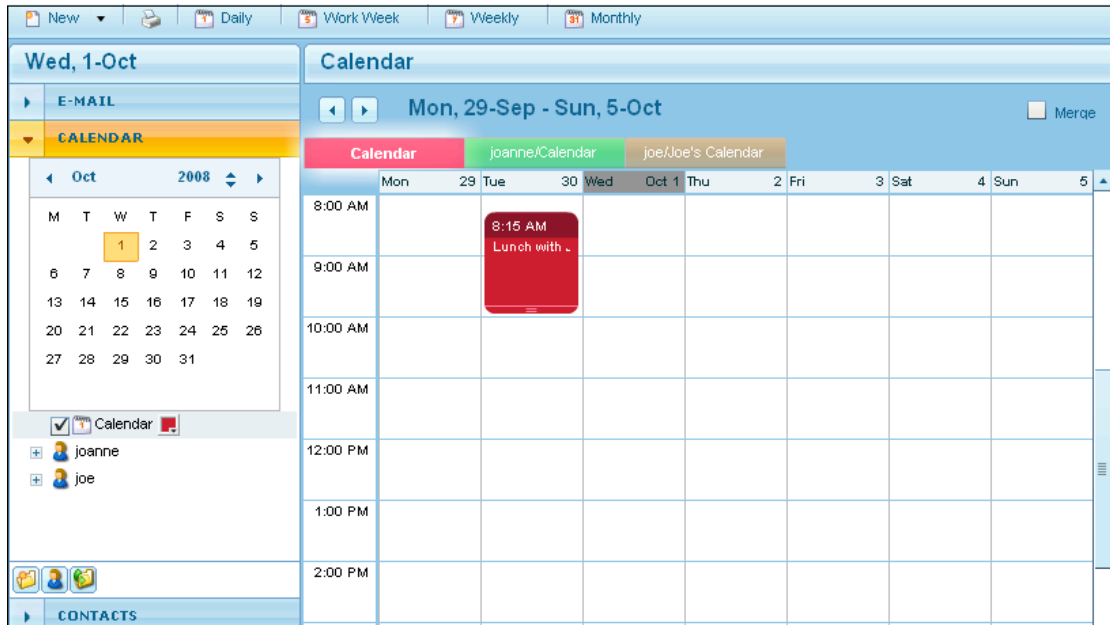 New Daily Work Week Weekly Monthly
Wed, 1-Oct
E-MAIL
CALENDAR
Oct 2008
M T W T F S S
1 2 3 4 5
6 7 8 9 10 11 12
13 14 15 16 17 18 19
20 21 22 23 24 25 26
27 28 29 30 31
Calendar
joanne
joe
CONTACTS
Calendar
Mon, 29-Sep - Sun, 5-Oct
Merge
Calendar joanne/Calendar joe/Joe's Calendar
Mon 29 Tue 30 Wed Oct 1 Thu 2 Fri 3 Sat 4 Sun 5
8:00 AM
8:15 AM
Lunch with
9:00 AM
10:00 AM
11:00 AM
12:00 PM
1:00 PM
2:00 PM